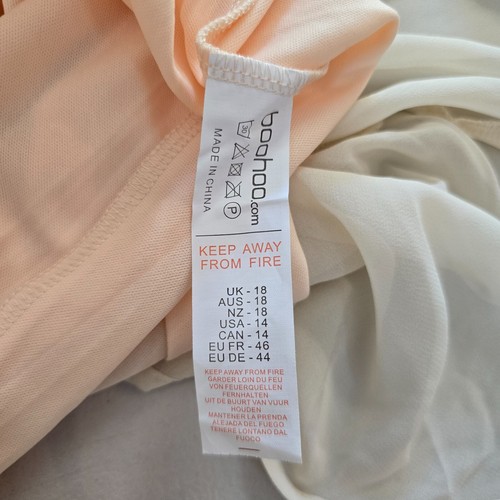 boohoo.com
30
P
MADE IN CHINA
KEEP AWAY
FROM FIRE
UK - 18
AUS - 18
NZ - 18
USA - 14
CAN - 14
EU FR - 46
EU DE - 44
KEEP AWAY FROM FIRE
GARDER LOIN DU FEU
VON FEUERQUELLEN
FERNHALTEN
UIT DE BUURT VAN VUUR
HOUDEN
MANTENER LA PRENDA
ALEJADA DEL FUEGO
TENERE LONTANO DAL
FUOCO